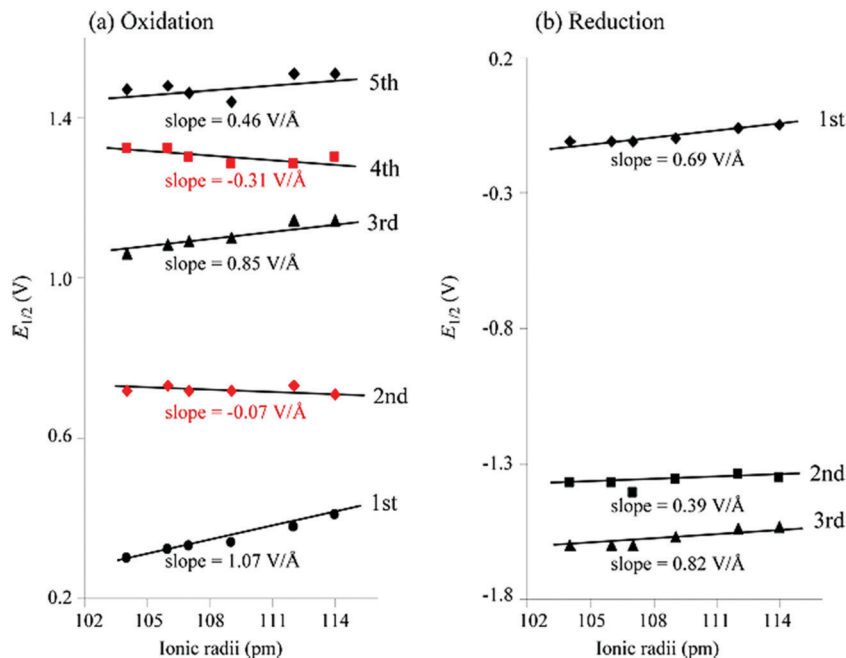 (a) Oxidation
E1/2 (V)
1.4
1.0
0.6
0.2
5th
slope = 0.46 V/Å
4th
slope = -0.31 V/Å
3rd
slope = 0.85 V/Å
2nd
slope = -0.07 V/Å
1st
slope = 1.07 V/Å
102 105 108 111 114
Ionic radii (pm)
(b) Reduction
E1/2 (V)
0.2
-0.3
-0.8
-1.3
-1.8
1st
slope = 0.69 V/Å
2nd
slope = 0.39 V/Å
3rd
slope = 0.82 V/Å
102 105 108 111 114
Ionic radii (pm)